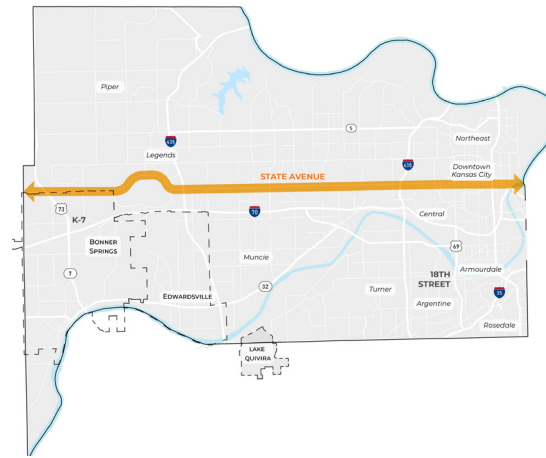 Piper
5
Northeast
635
635
Legends
Downtown
Kansas City
STATE AVENUE
73
K-7
70
Central
69
BONNER
SPRINGS
Muncie
7
18TH
STREET
Armourdale
32
Turner
35
EDWARDSVILLE
Argentine
Rosedale
LAKE
QUIVIRA